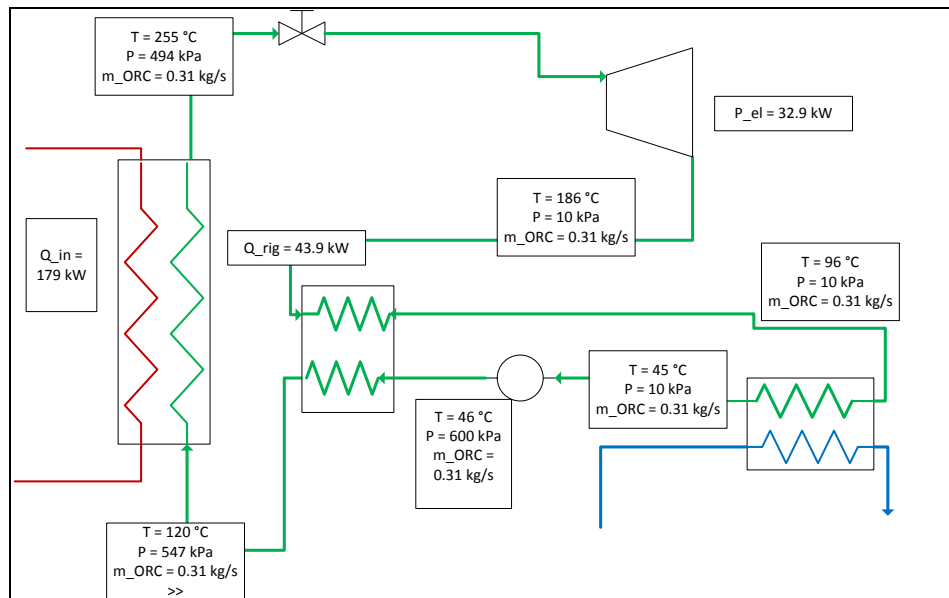 T = 255 °C
P = 494 kPa
m_ORC = 0.31 kg/s
P_el = 32.9 kW
T = 186 °C
P = 10 kPa
m_ORC = 0.31 kg/s
Q_in =
179 kW
Q_rig = 43.9 kW
T = 96 °C
P = 10 kPa
m_ORC = 0.31 kg/s
T = 45 °C
P = 10 kPa
m_ORC = 0.31 kg/s
T = 46 °C
P = 600 kPa
m_ORC =
0.31 kg/s
T = 120 °C
P = 547 kPa
m_ORC = 0.31 kg/s
>>